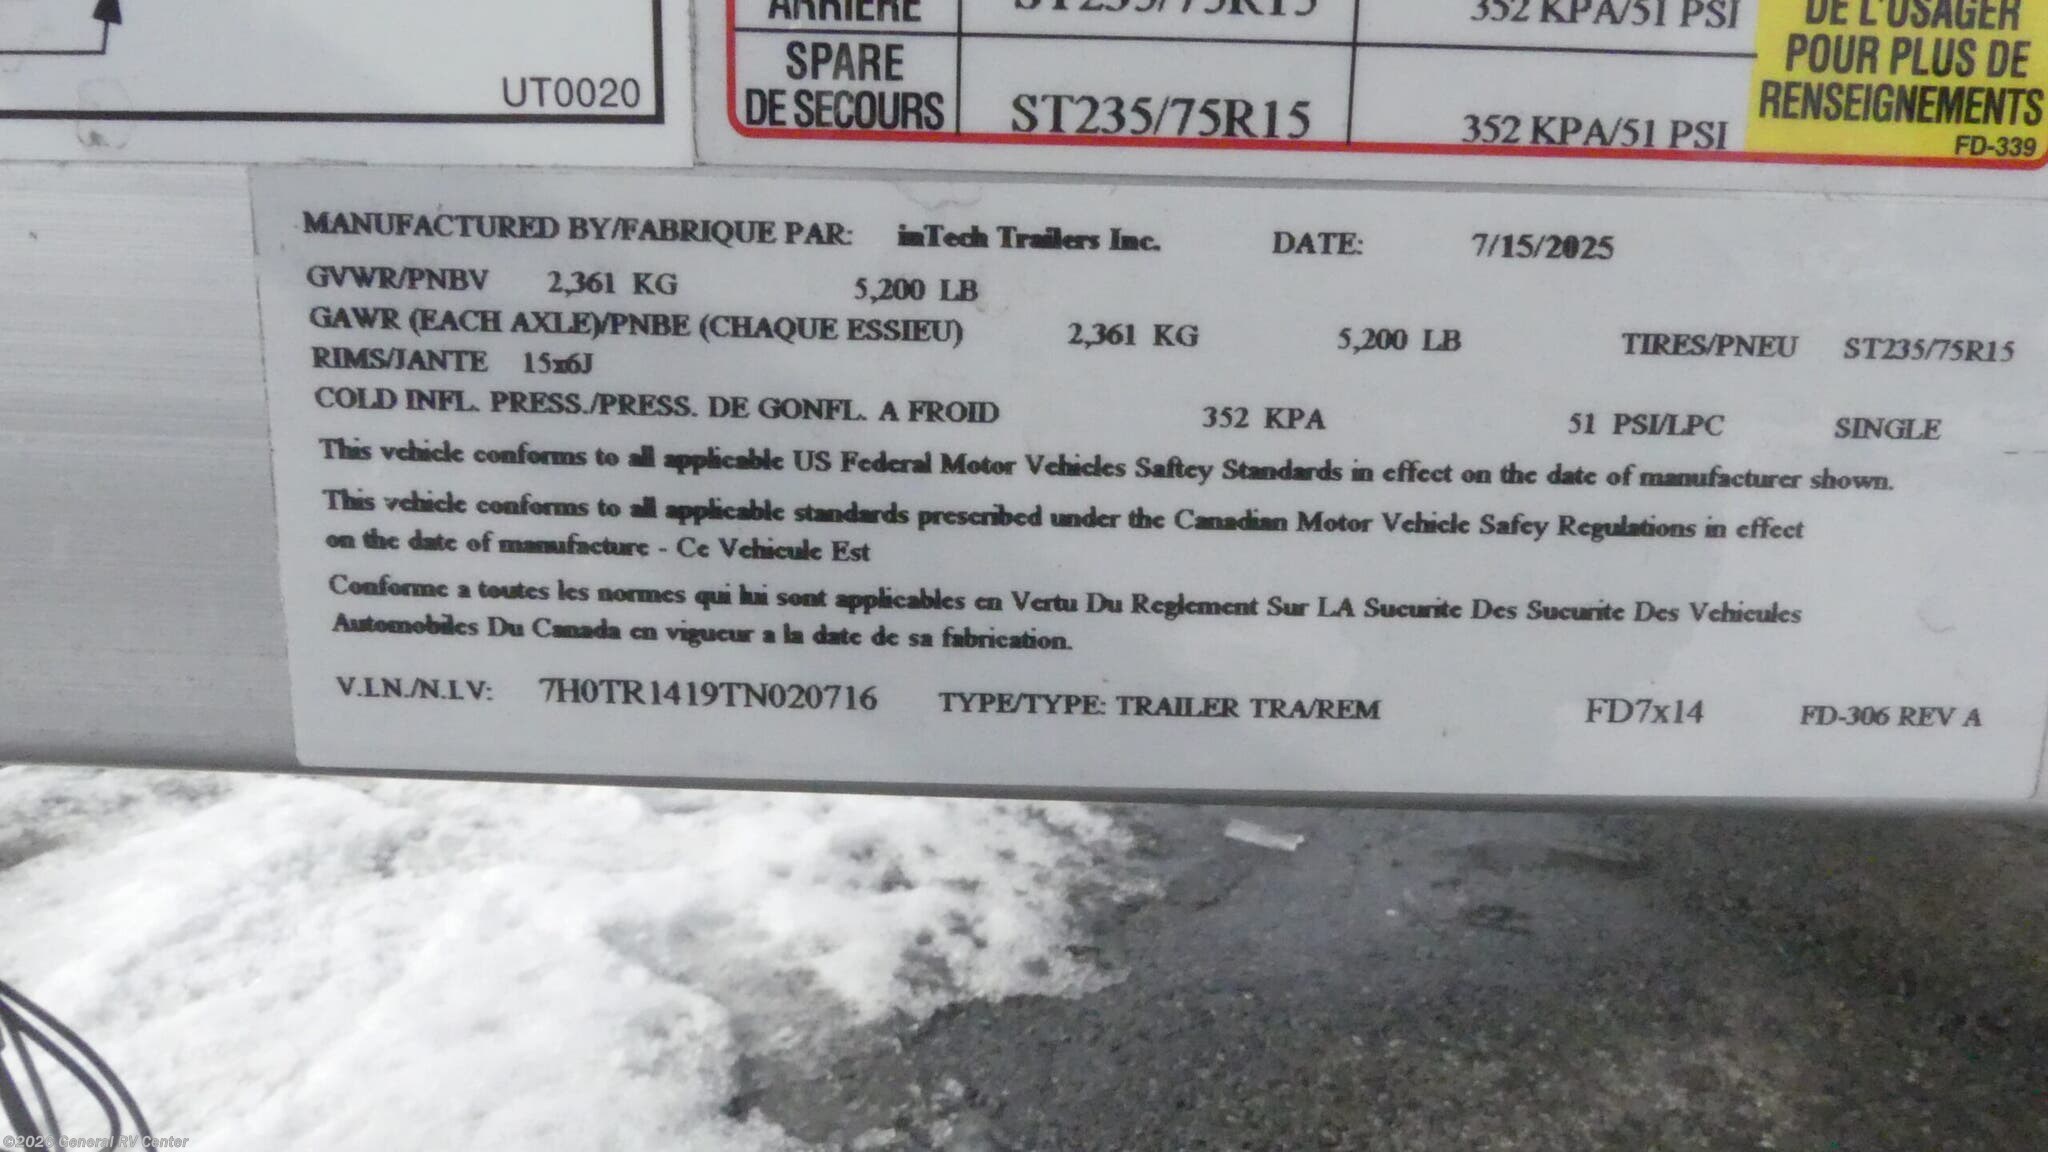 UT0020
ARRIÈRE ST235/75R15 352 KPA/51 PSI
SPARE
DE SECOURS ST235/75R15 352 KPA/51 PSI
DE L'USAGER
POUR PLUS DE
RENSEIGNEMENTS
FD-339
MANUFACTURED BY/FABRIQUE PAR: inTech Trailers Inc. DATE: 7/15/2025
GVWR/PNBV 2,361 KG 5,200 LB
GAWR (EACH AXLE)/PNBE (CHAQUE ESSIEU) 2,361 KG 5,200 LB TIRES/PNEU ST235/75R15
RIMS/JANTE 15x6J
COLD INFL. PRESS./PRESS. DE GONFL. A FROID 352 KPA 51 PSI/LPC SINGLE
This vehicle conforms to all applicable US Federal Motor Vehicles Saftey Standards in effect on the date of manufacturer shown.
This vehicle conforms to all applicable standards prescribed under the Canadian Motor Vehicle Safey Regulations in effect
on the date of manufacture - Ce Vehicule Est
Conforme a toutes les normes qui lui sont applicables en Vertu Du Reglement Sur LA Sucurite Des Sucurite Des Vehicules
Automobiles Du Canada en vigueur a la date de sa fabrication.
V.I.N./N.I.V: 7H0TR1419TN020716 TYPE/TYPE: TRAILER TRA/REM FD7x14 FD-306 REV A
General RV Center